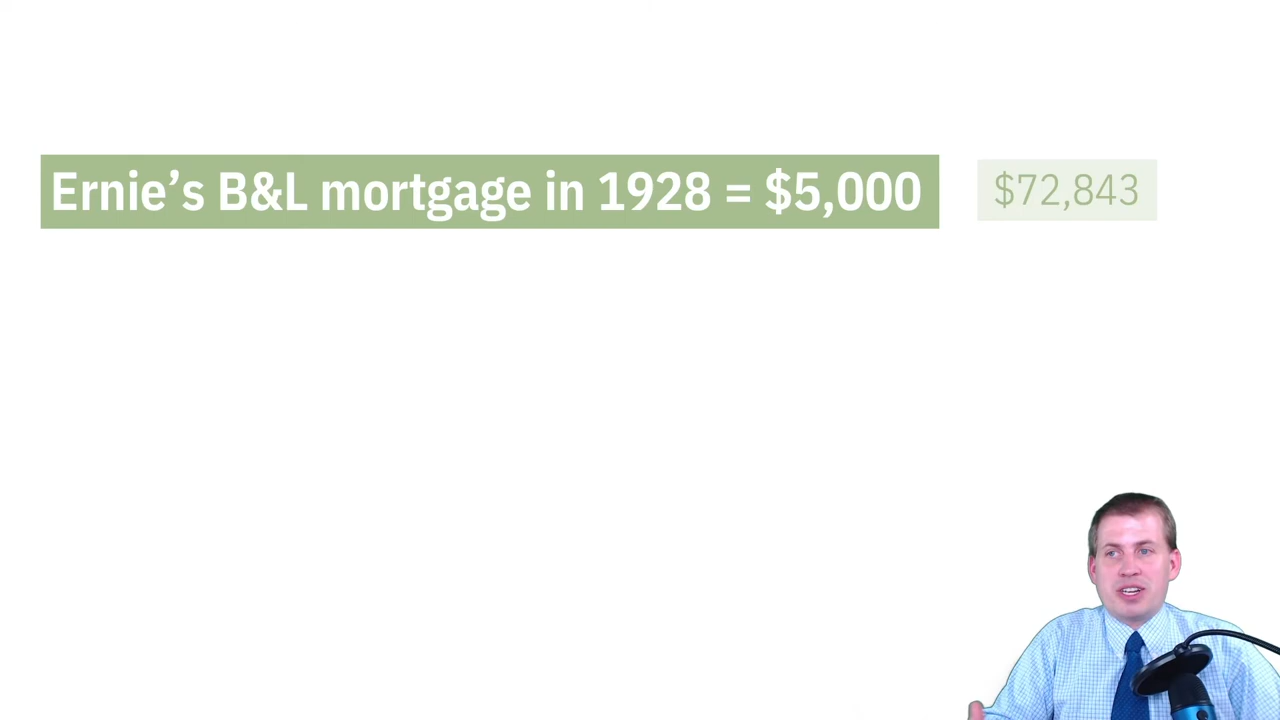 Ernie’s B&L mortgage in 1928 = $5,000
$72,843